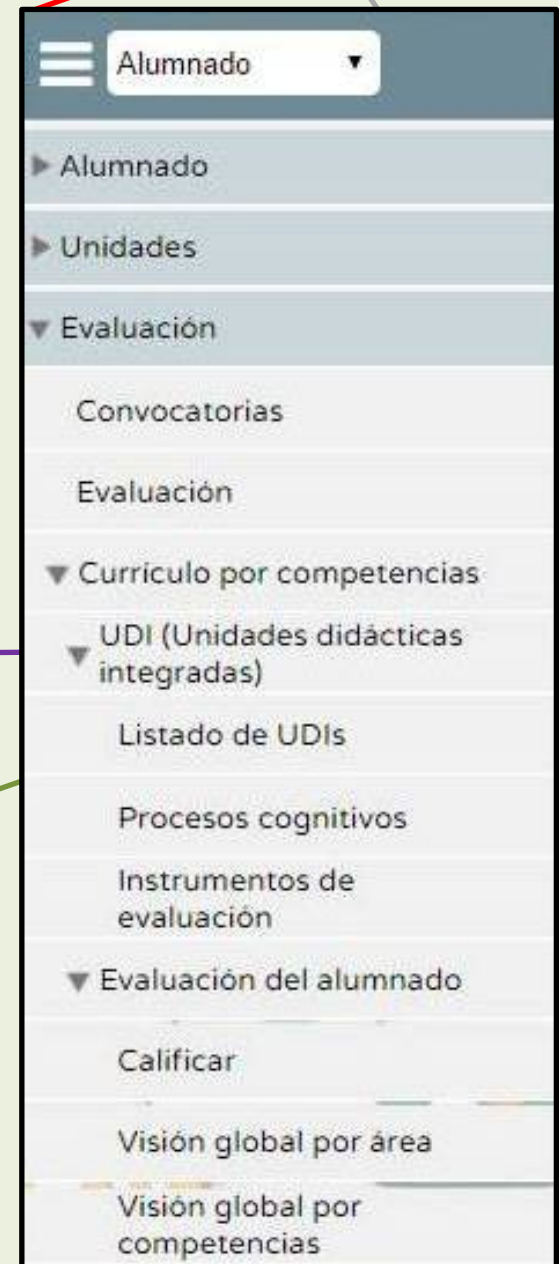 Alumnado
Alumnado
Unidades
Evaluación
Convocatorias
Evaluación
Currículo por competencias
UDI (Unidades didácticas
integradas)
Listado de UDIs
Procesos cognitivos
Instrumentos de
evaluación
Evaluación del alumnado
Calificar
Visión global por área
Visión global por
competencias